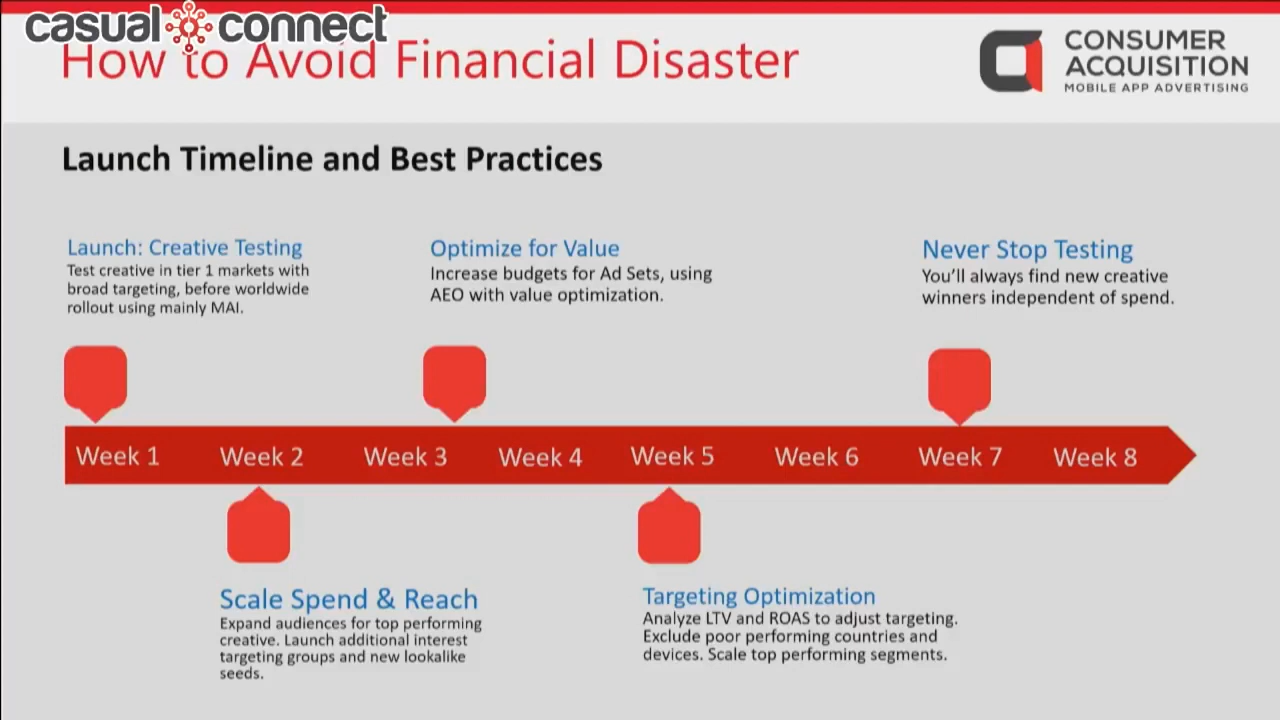 casual connect
How to Avoid Financial Disaster
CONSUMER
ACQUISITION
MOBILE APP ADVERTISING
Launch Timeline and Best Practices
Launch: Creative Testing
Test creative in tier 1 markets with
broad targeting, before worldwide
rollout using mainly MAI.
Optimize for Value
Increase budgets for Ad Sets, using
AEO with value optimization.
Never Stop Testing
You'll always find new creative
winners independent of spend.
Week 1 Week 2 Week 3 Week 4 Week 5 Week 6 Week 7 Week 8
Scale Spend & Reach
Expand audiences for top performing
creative. Launch additional interest
targeting groups and new lookalike
seeds.
Targeting Optimization
Analyze LTV and ROAS to adjust targeting.
Exclude poor performing countries and
devices. Scale top performing segments.